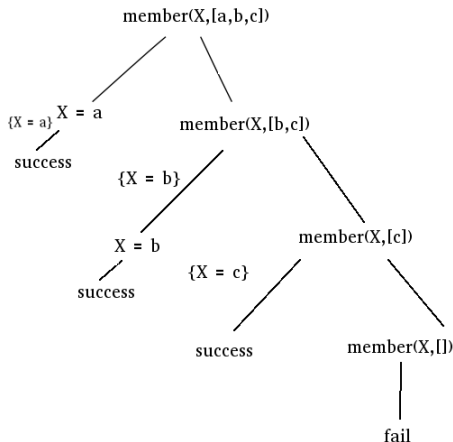 member(X,[a,b,c])
X = a
{X = a}
member(X,[b,c])
success
{X = b}
X = b
member(X,[c])
{X = c}
success
success
member(X,[])
fail